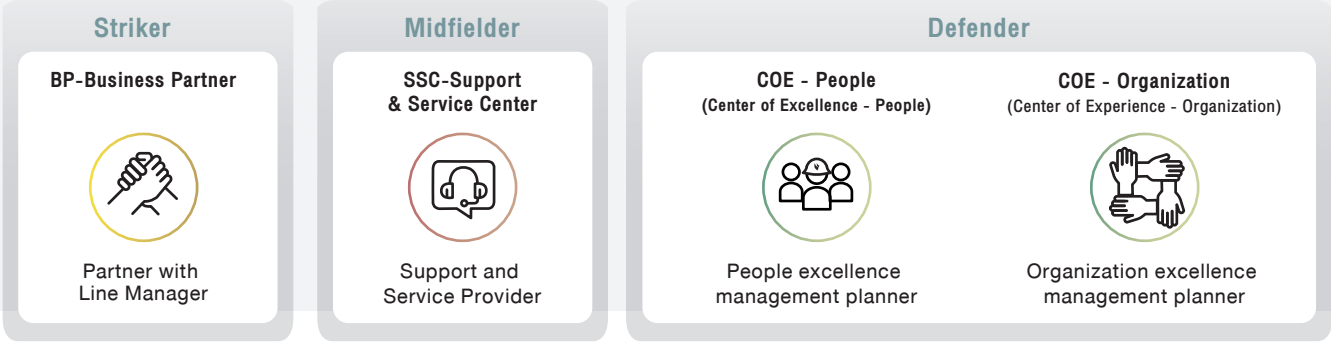 Striker
BP-Business Partner
Partner with
Line Manager
Midfielder
SSC-Support
& Service Center
Support and
Service Provider
Defender
COE - People
(Center of Excellence - People)
People excellence
management planner
COE - Organization
(Center of Experience - Organization)
Organization excellence
management planner